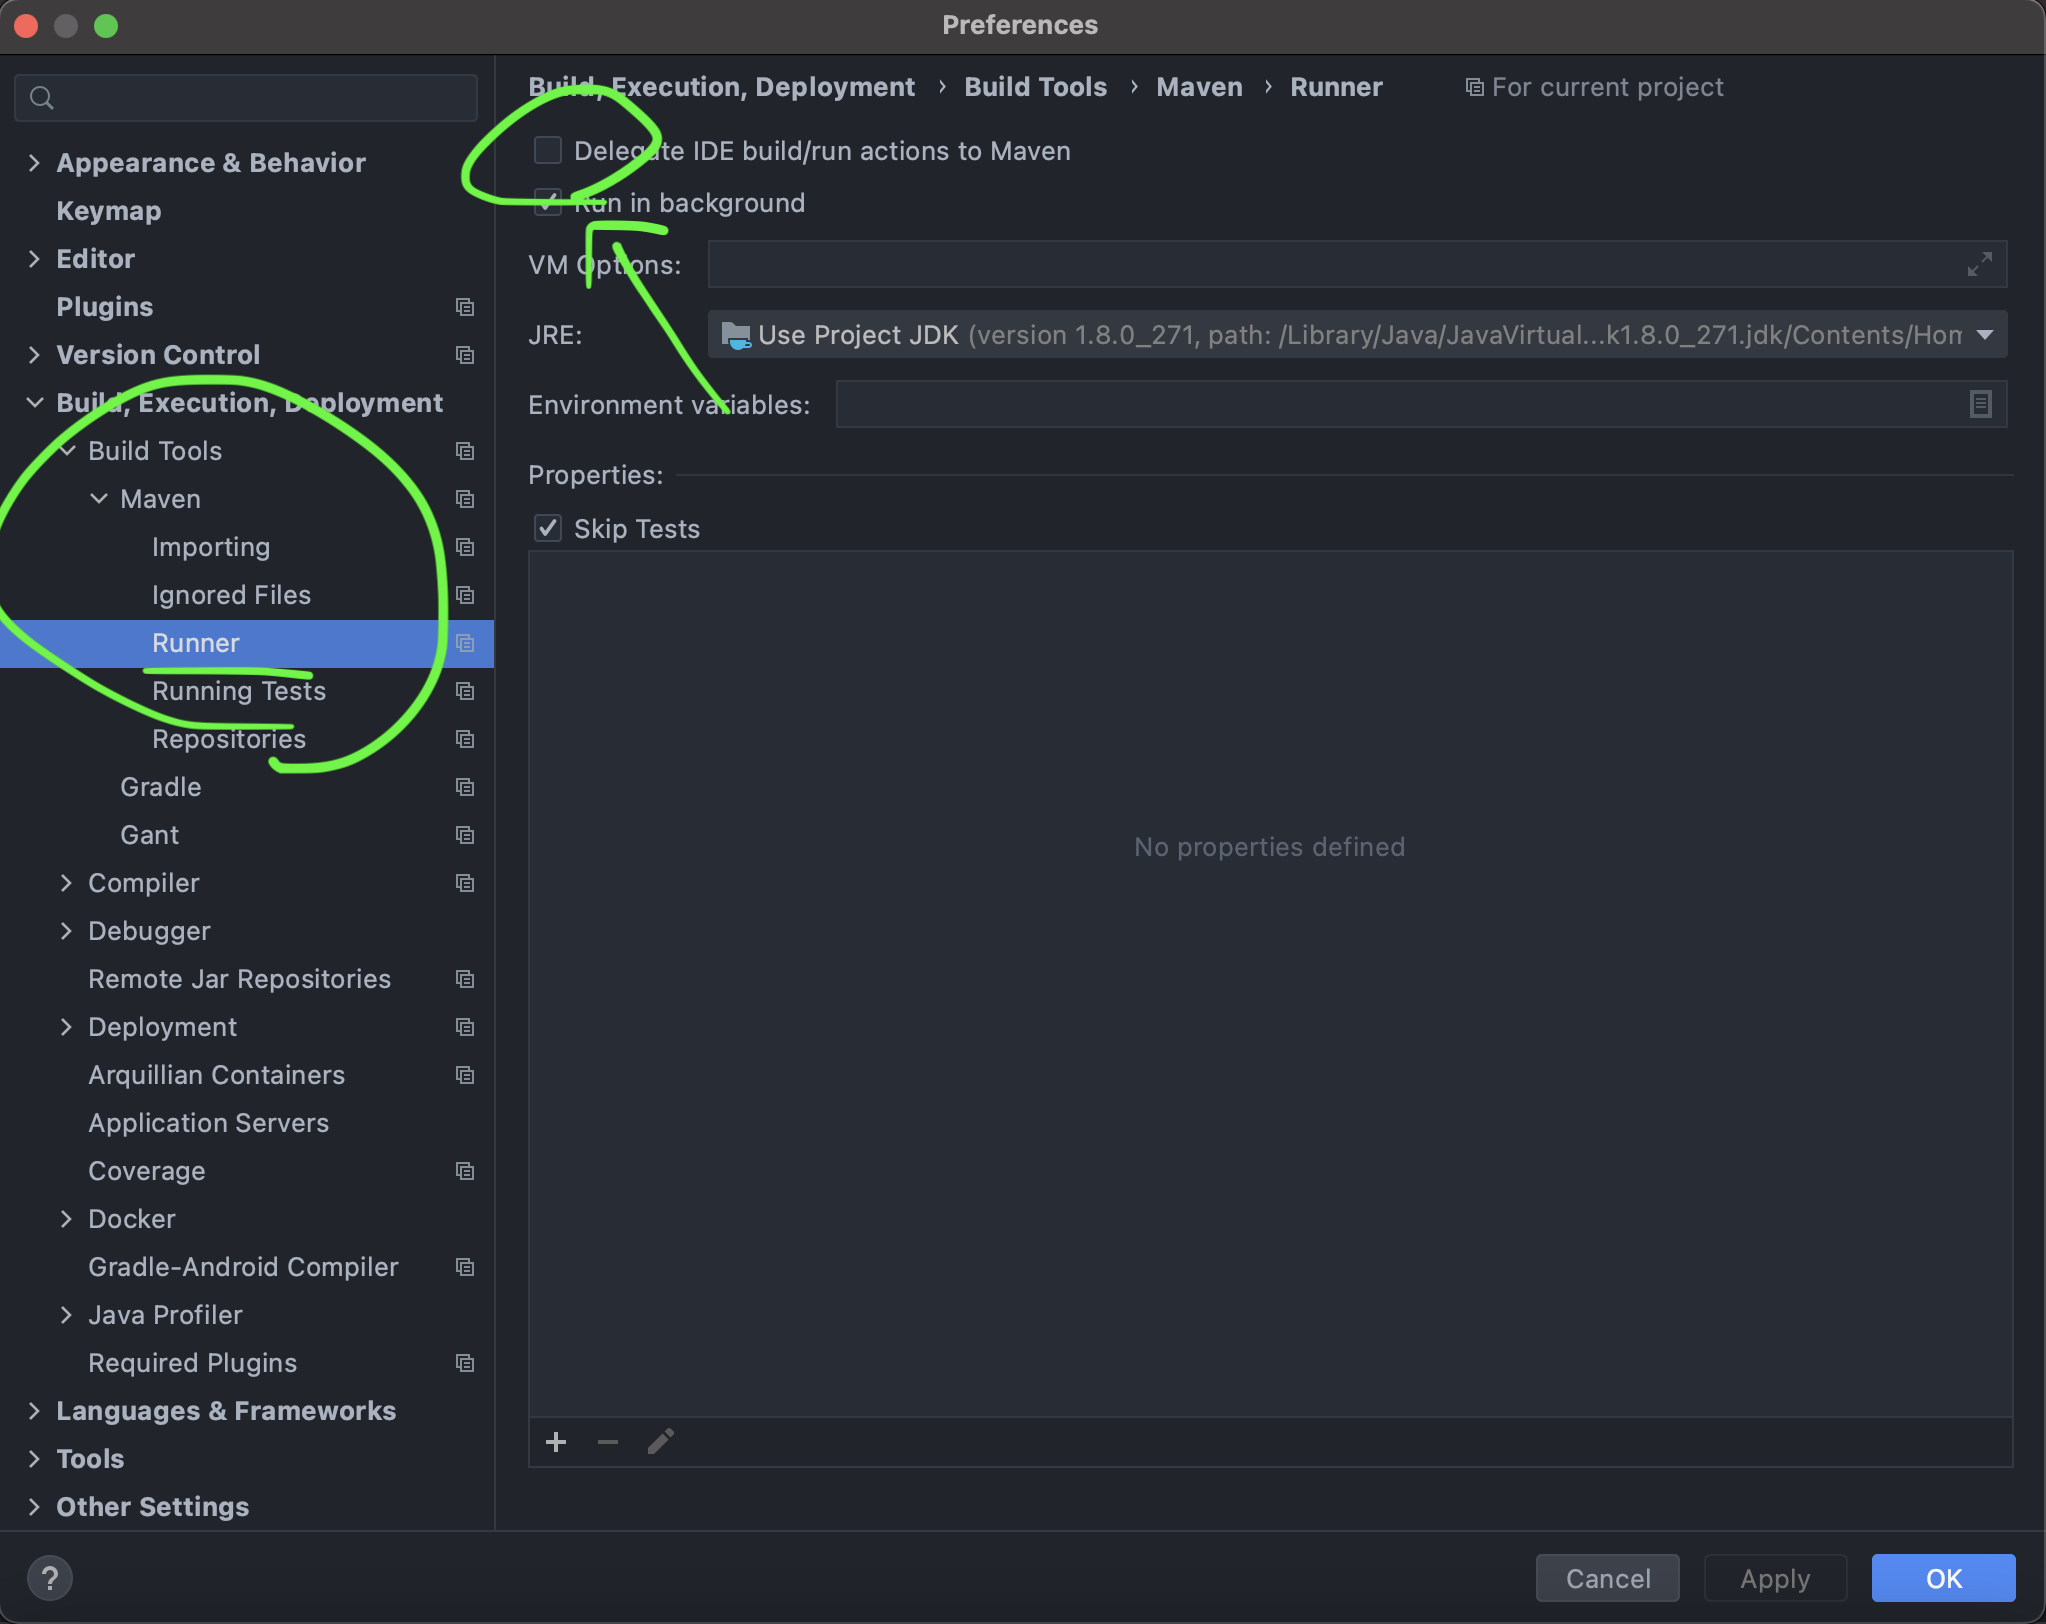 Preferences
Build, Execution, Deployment › Build Tools › Maven › Runner For current project
Delegate IDE build/run actions to Maven
Run in background
VM Options:
JRE: Use Project JDK (version 1.8.0_271, path: /Library/Java/JavaVirtual...k1.8.0_271.jdk/Contents/Hom
Environment variables:
Properties:
Skip Tests
No properties defined
Appearance & Behavior
Keymap
Editor
Plugins
Version Control
Build, Execution, Deployment
Build Tools
Maven
Importing
Ignored Files
Runner
Running Tests
Repositories
Gradle
Gant
Compiler
Debugger
Remote Jar Repositories
Deployment
Arquillian Containers
Application Servers
Coverage
Docker
Gradle-Android Compiler
Java Profiler
Required Plugins
Languages & Frameworks
Tools
Other Settings
? Cancel Apply OK